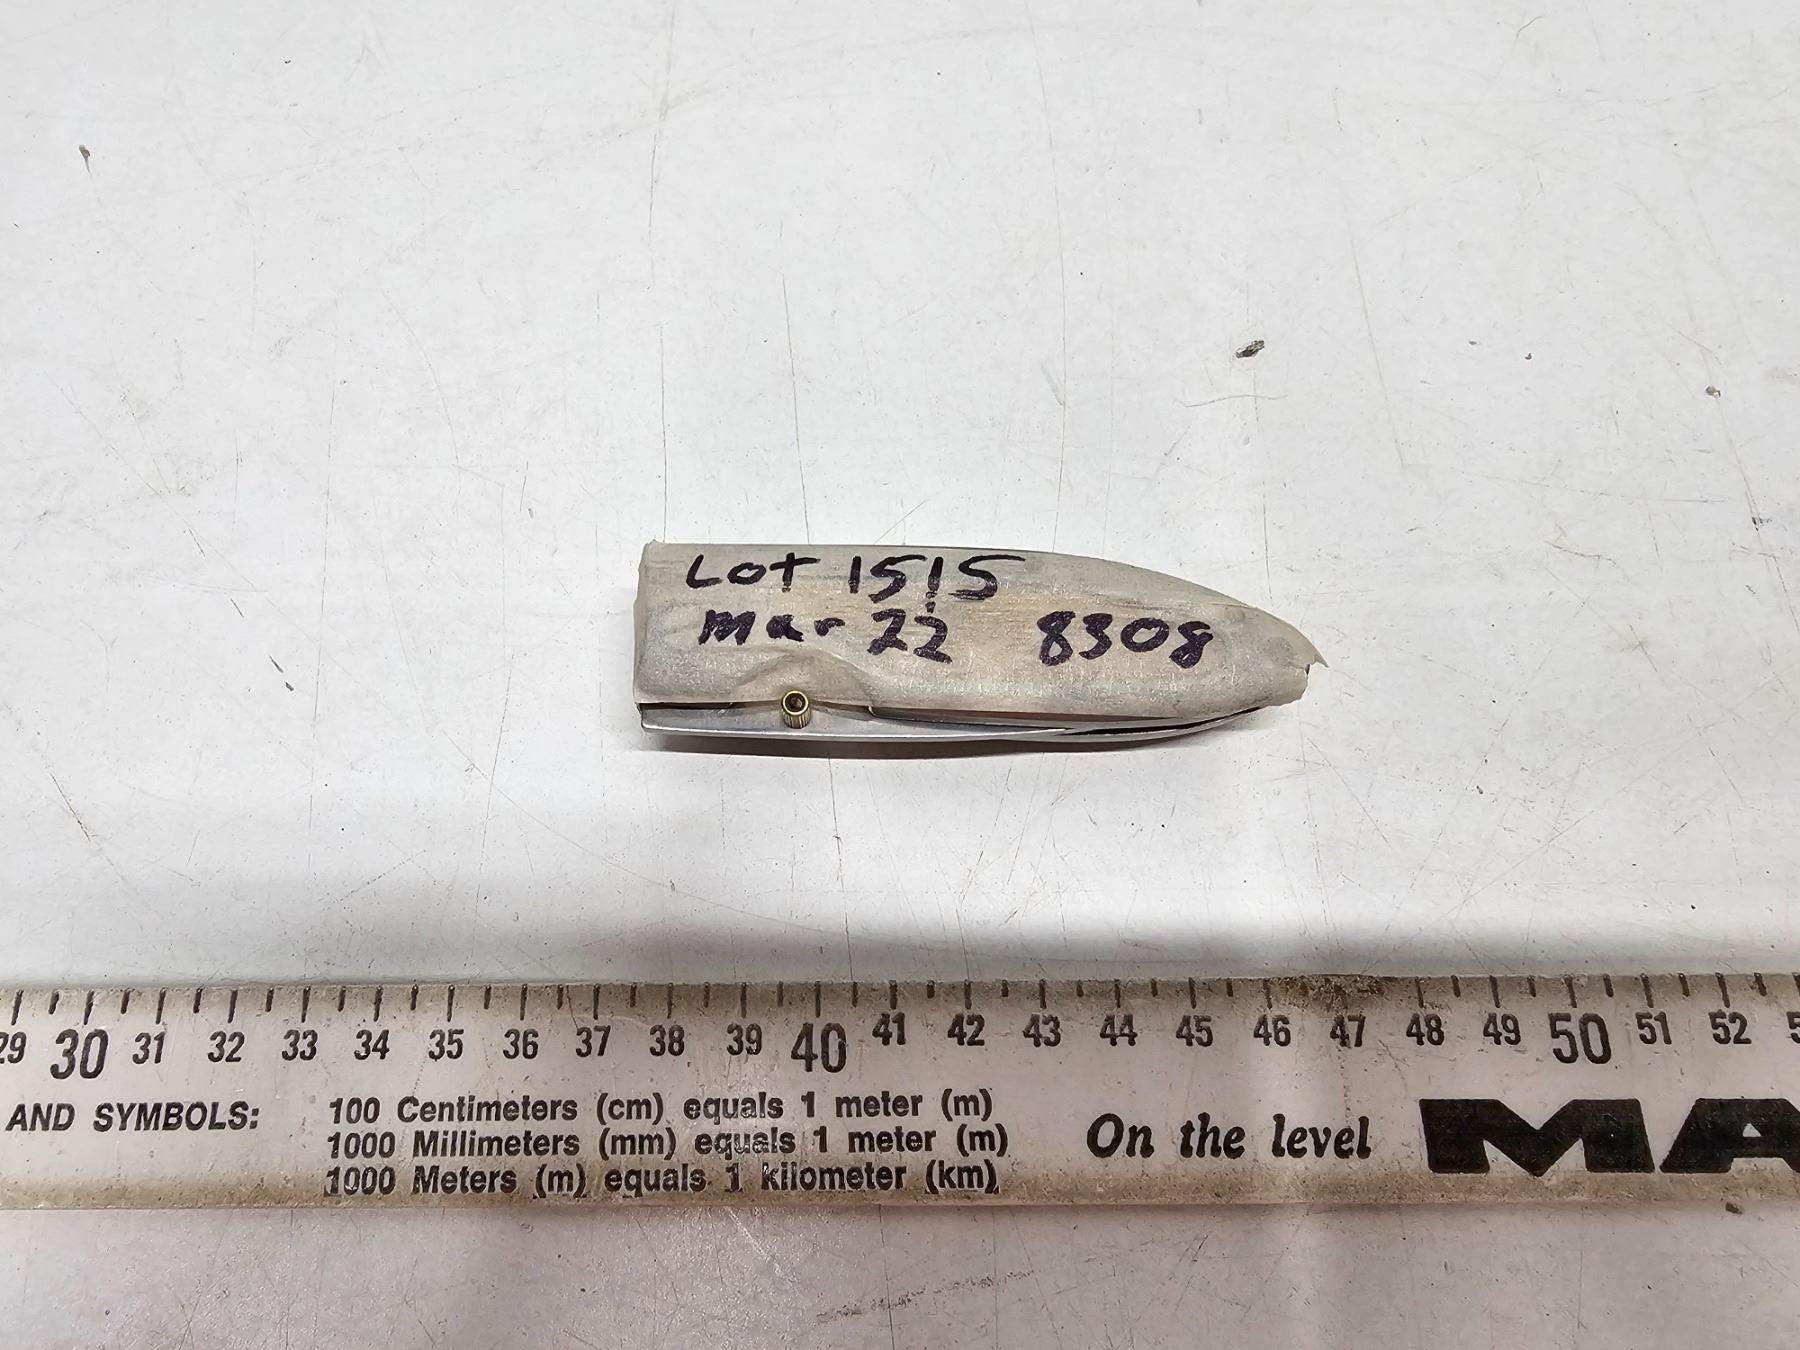 Lot 1515
Mar 22 8308
29 30 31 32 33 34 35 36 37 38 39 40 41 42 43 44 45 46 47 48 49 50 51 52
AND SYMBOLS:
100 Centimeters (cm) equals 1 meter (m)
1000 Millimeters (mm) equals 1 meter (m)
1000 Meters (m) equals 1 kilometer (km)
On the level
MA